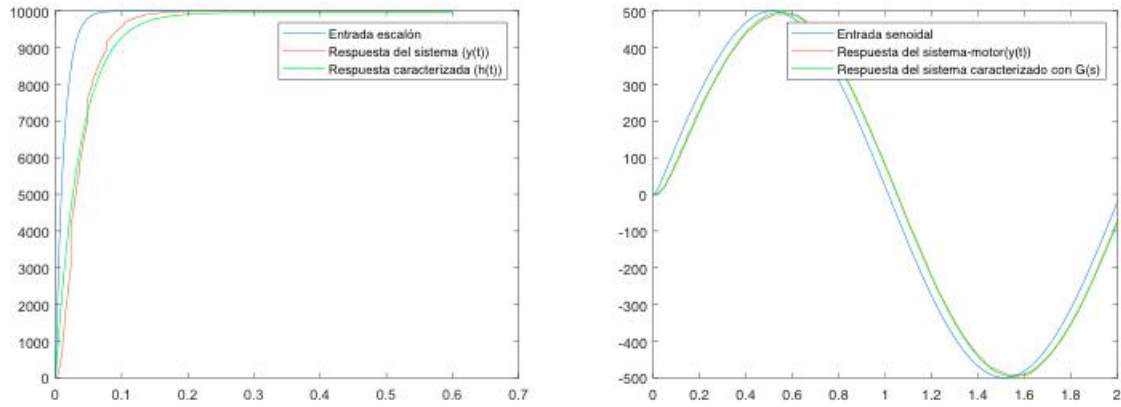 10000
9000
8000
7000
6000
5000
4000
3000
2000
1000
0
0 0.1 0.2 0.3 0.4 0.5 0.6 0.7
Entrada escalón
Respuesta del sistema (y(t))
Respuesta caracterizada (h(t))
500
400
300
200
100
0
-100
-200
-300
-400
-500
0 0.2 0.4 0.6 0.8 1 1.2 1.4 1.6 1.8 2
Entrada senoidal
Respuesta del sistema-motor(y(t))
Respuesta del sistema caracterizado con G(s)